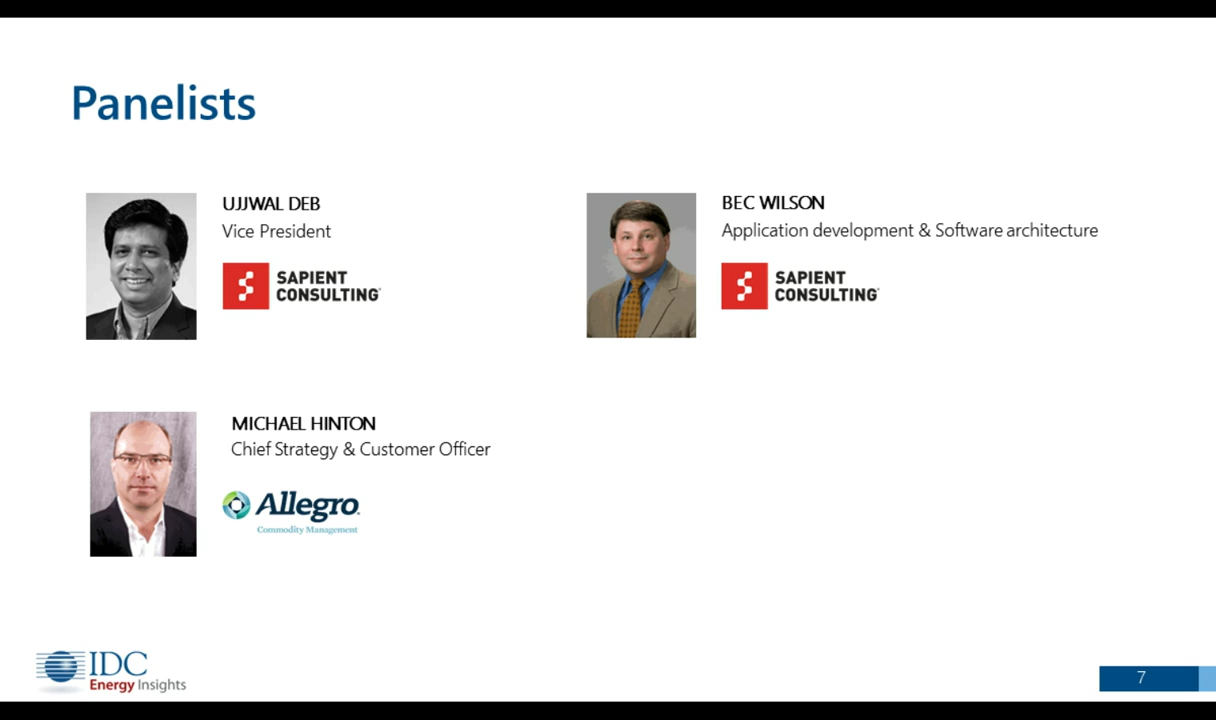 Panelists
UJJWAL DEB
Vice President
SAPIENT
CONSULTING
BEC WILSON
Application development & Software architecture
SAPIENT
CONSULTING
MICHAEL HINTON
Chief Strategy & Customer Officer
Allegro
Commodity Management
IDC
Energy Insights
7